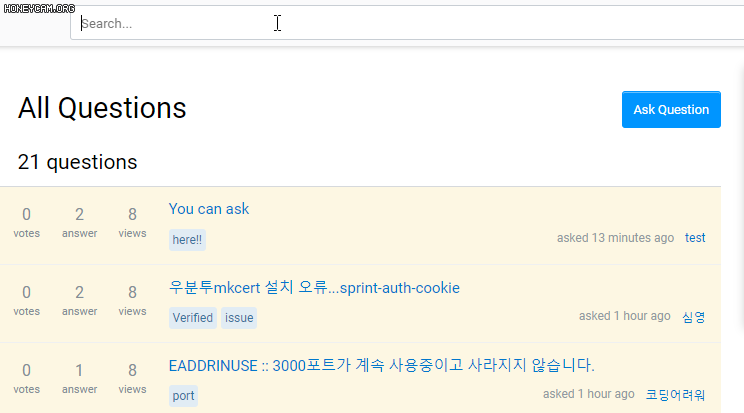 HONEYCAM.ORG
Search...
All Questions
Ask Question
21 questions
0 2 8 You can ask
votes answer views here!! asked 13 minutes ago test
0 2 8 우분투mkcert 설치 오류...sprint-auth-cookie
votes answer views Verified issue asked 1 hour ago 심영
0 1 8 EADDRINUSE :: 3000포트가 계속 사용중이고 사라지지 않습니다.
votes answer views port asked 1 hour ago 코딩어려워